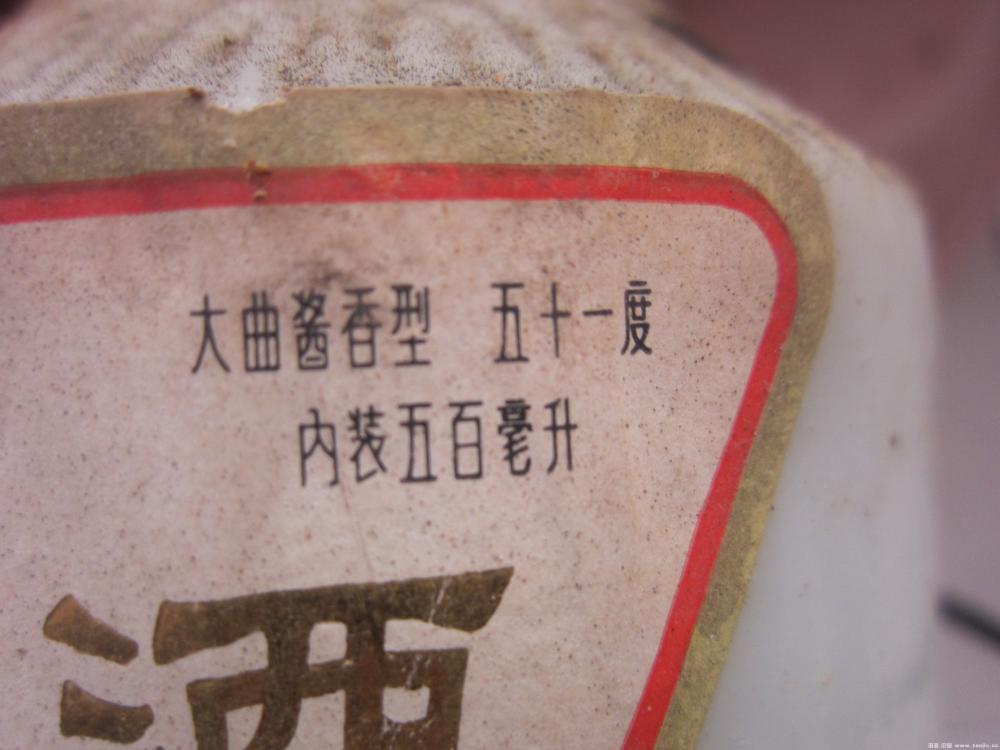 大曲酱香型 五十一度
内装五百毫升
酒